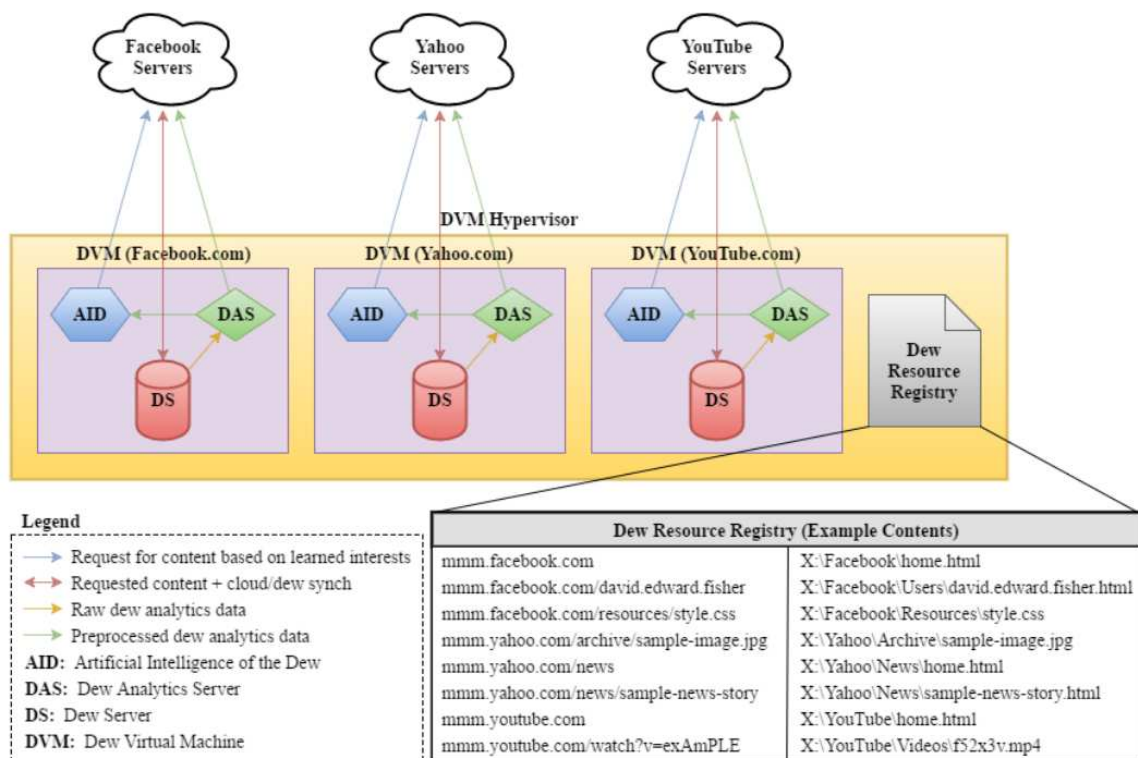 Facebook
Servers
Yahoo
Servers
YouTube
Servers
DVM Hypervisor
DVM (Facebook.com)
AID
DAS
DS
DVM (Yahoo.com)
AID
DAS
DS
DVM (YouTube.com)
AID
DAS
DS
Dew
Resource
Registry
Legend
Request for content based on learned interests
Requested content + cloud/dew synch
Raw dew analytics data
Preprocessed dew analytics data
AID: Artificial Intelligence of the Dew
DAS: Dew Analytics Server
DS: Dew Server
DVM: Dew Virtual Machine
Dew Resource Registry (Example Contents)
mmm.facebook.com X:\Facebook\home.html
mmm.facebook.com/david.edward.fisher X:\Facebook\Users\david.edward.fisher.html
mmm.facebook.com/resources/style.css X:\Facebook\Resources\style.css
mmm.yahoo.com/archive/sample-image.jpg X:\Yahoo\Archive\sample-image.jpg
mmm.yahoo.com/news X:\Yahoo\News\home.html
mmm.yahoo.com/news/sample-news-story X:\Yahoo\News\sample-news-story.html
mmm.youtube.com X:\YouTube\home.html
mmm.youtube.com/watch?v=exAmPLE X:\YouTube\Videos\f52x3v.mp4